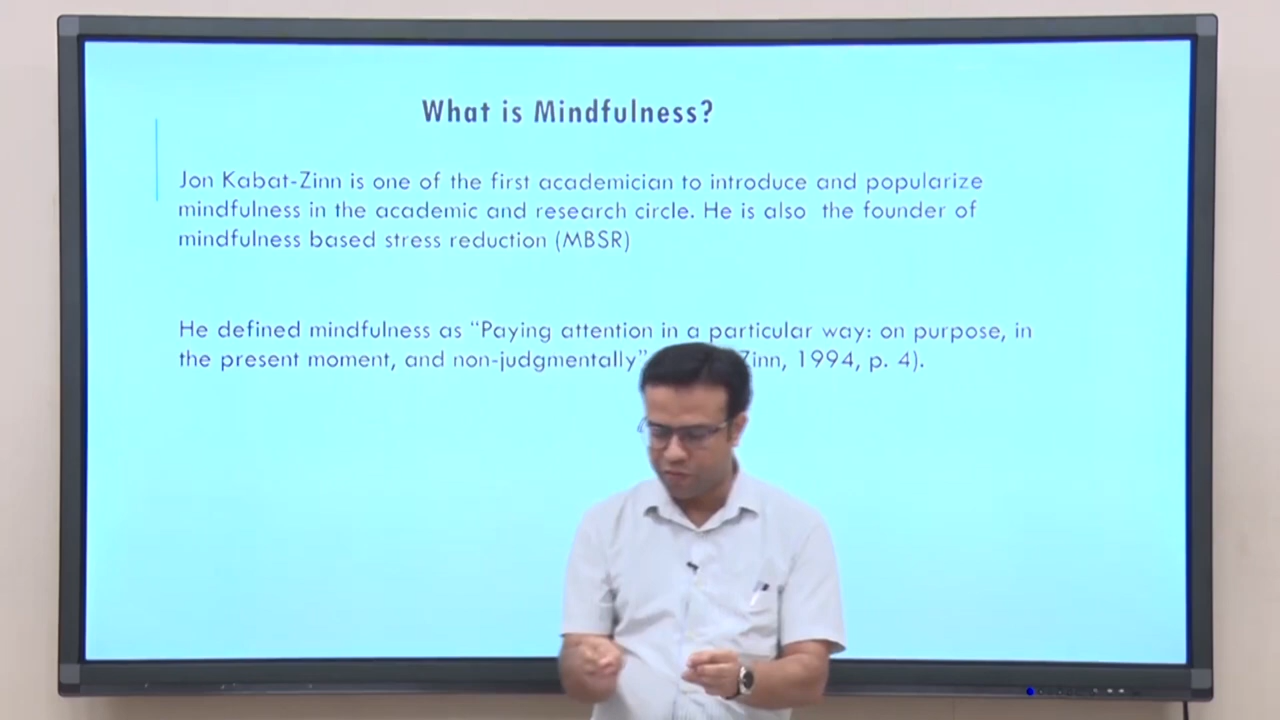 What is Mindfulness?
Jon Kabat-Zinn is one of the first academician to introduce and popularize
mindfulness in the academic and research circle. He is also the founder of
mindfulness based stress reduction (MBSR)
He defined mindfulness as “Paying attention in a particular way: on purpose, in
the present moment, and non-judgmentally” Zinn, 1994, p. 4).